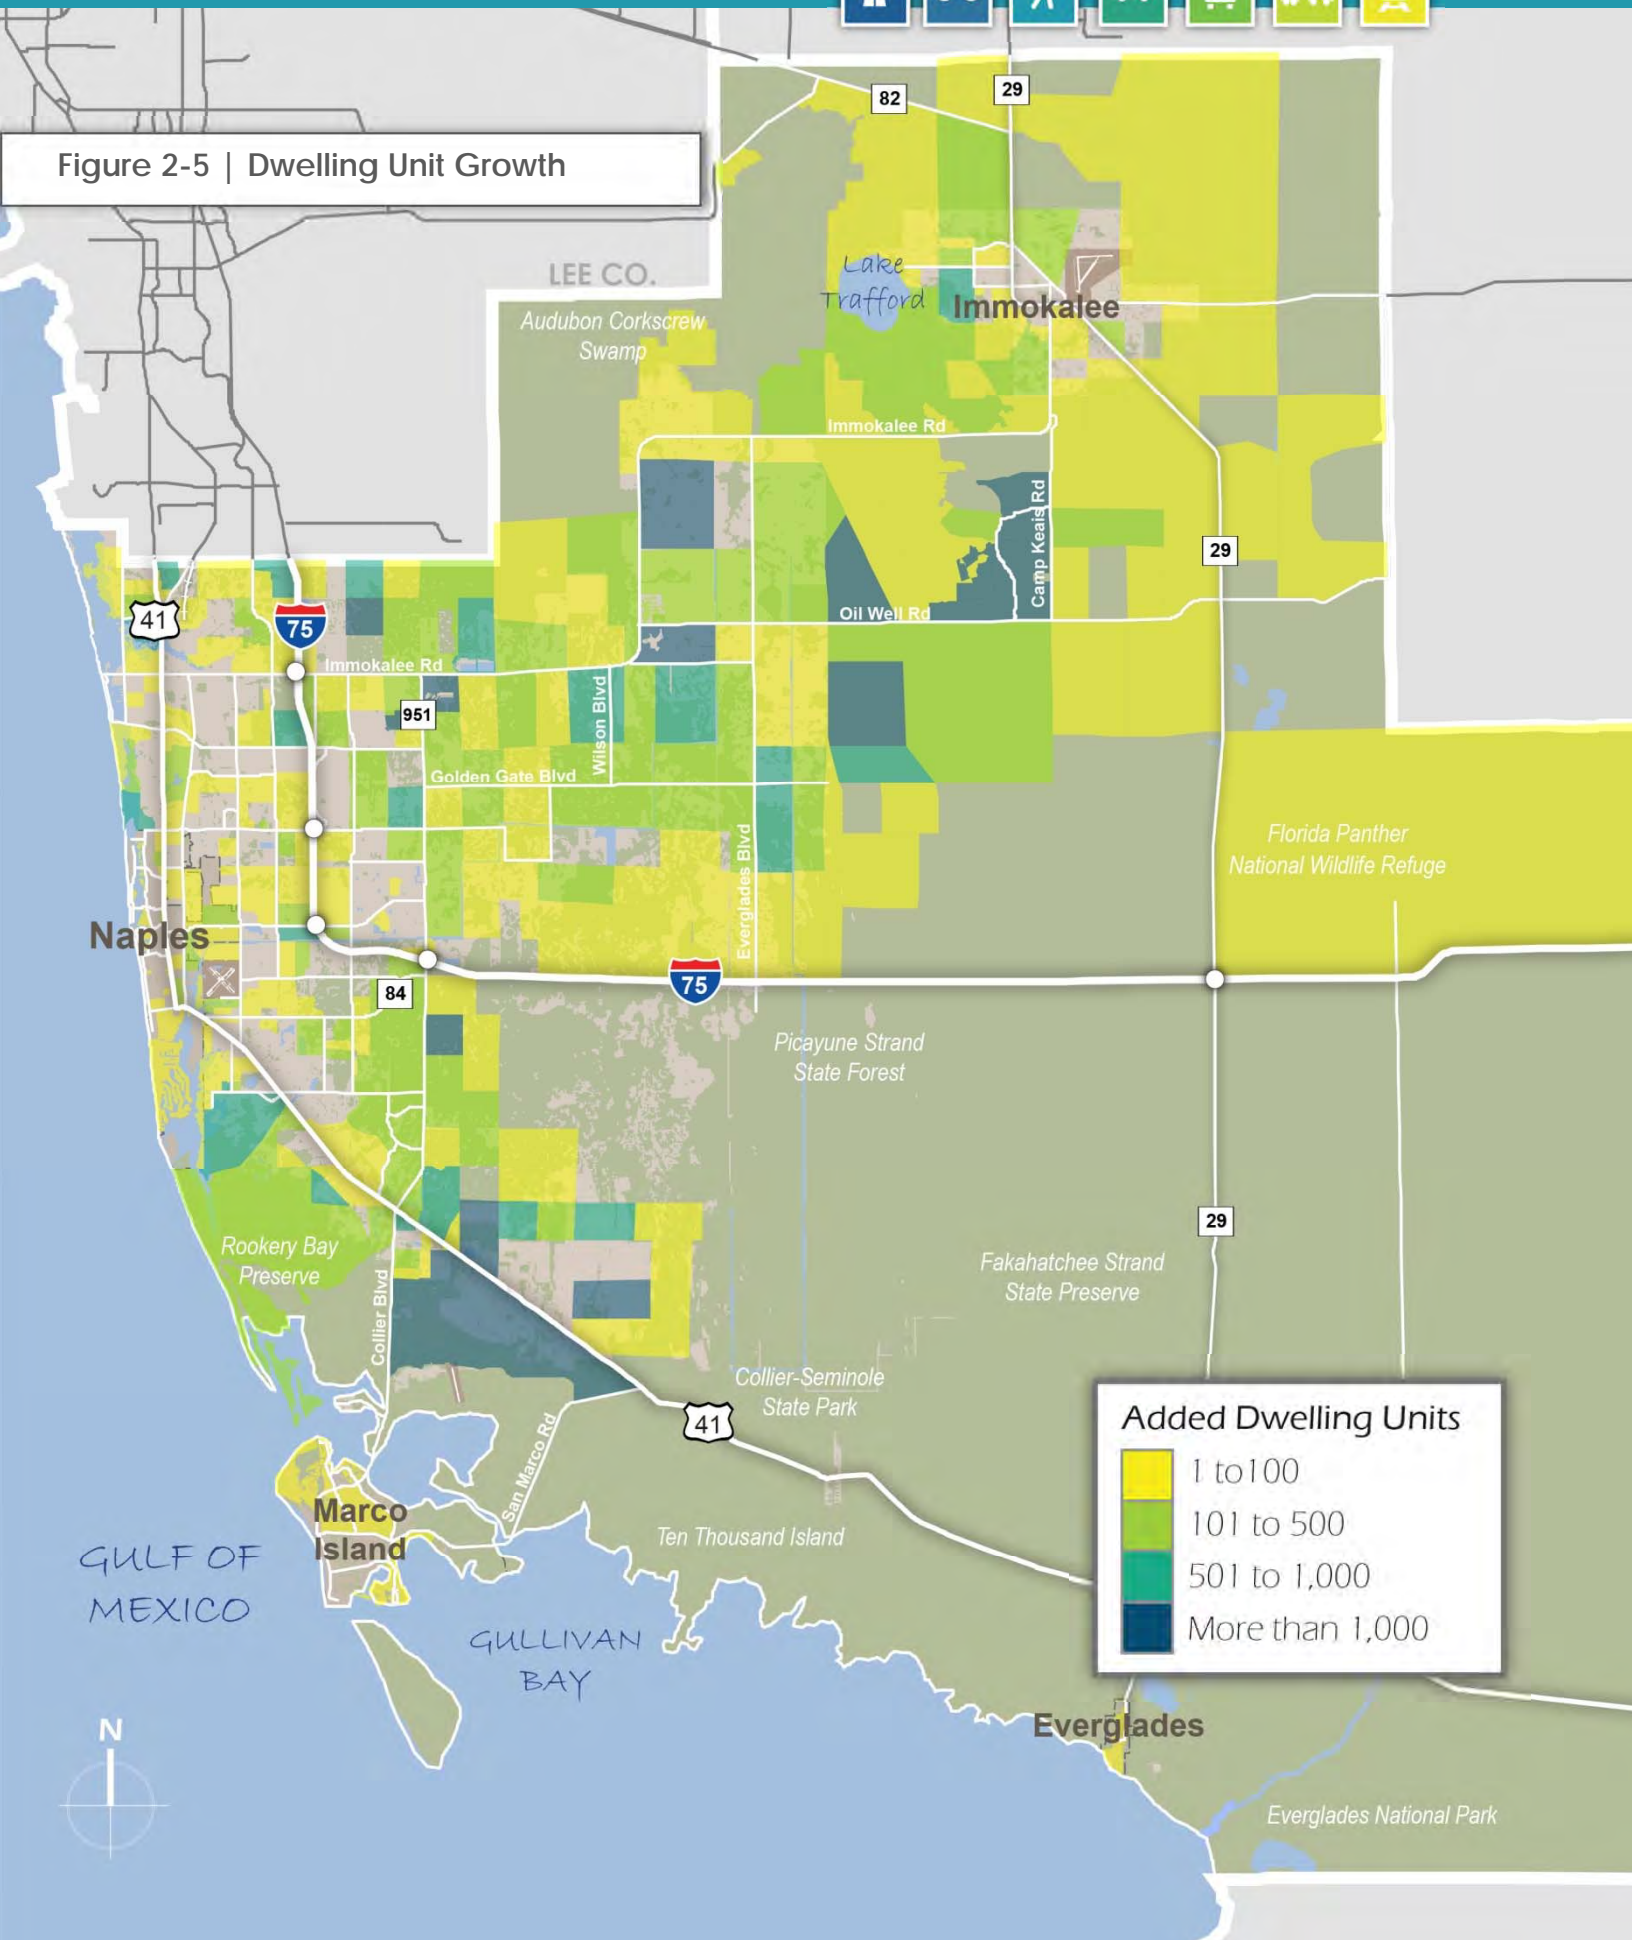 82
29
Figure 2-5 | Dwelling Unit Growth
LEE CO.
Lake
Trafford
Immokalee
Audubon Corkscrew
Swamp
Immokalee Rd
Camp Keais Rd
29
Oil Well Rd
41
75
Immokalee Rd
951
Wilson Blvd
Golden Gate Blvd
Everglades Blvd
Florida Panther
National Wildlife Refuge
Naples
75
84
Picayune Strand
State Forest
29
Rookery Bay
Preserve
Collier Blvd
Fakahatchee Strand
State Preserve
Collier-Seminole
State Park
41
San Marco Rd
Marco
Island
Ten Thousand Island
GULF OF
MEXICO
GULLIVAN
BAY
Added Dwelling Units
1 to100
101 to 500
501 to 1,000
More than 1,000
N
Everglades
Everglades National Park